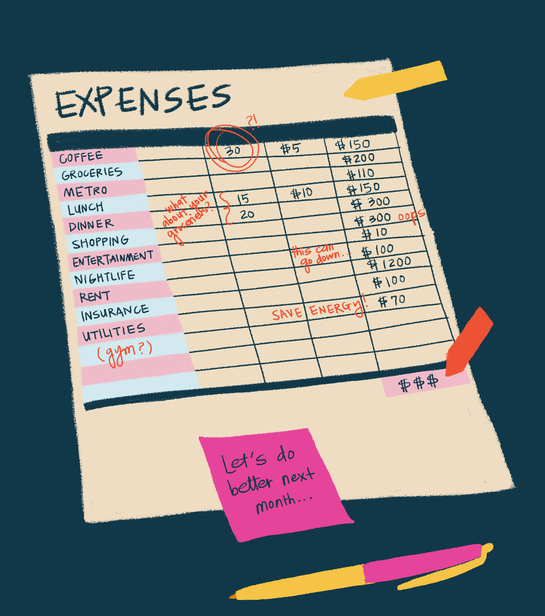 EXPENSES
?!
COFFEE 30 $5 $150
GROCERIES $200
METRO $110
LUNCH 15 $10 $150
DINNER 20 $300
SHOPPING $300 oops
ENTERTAINMENT $10
NIGHTLIFE $100
RENT $1200
INSURANCE $100
UTILITIES $70
what
about your
groceries?!
this can
go down...
SAVE ENERGY!
(gym?)
$$$
Let's do
better next
month...